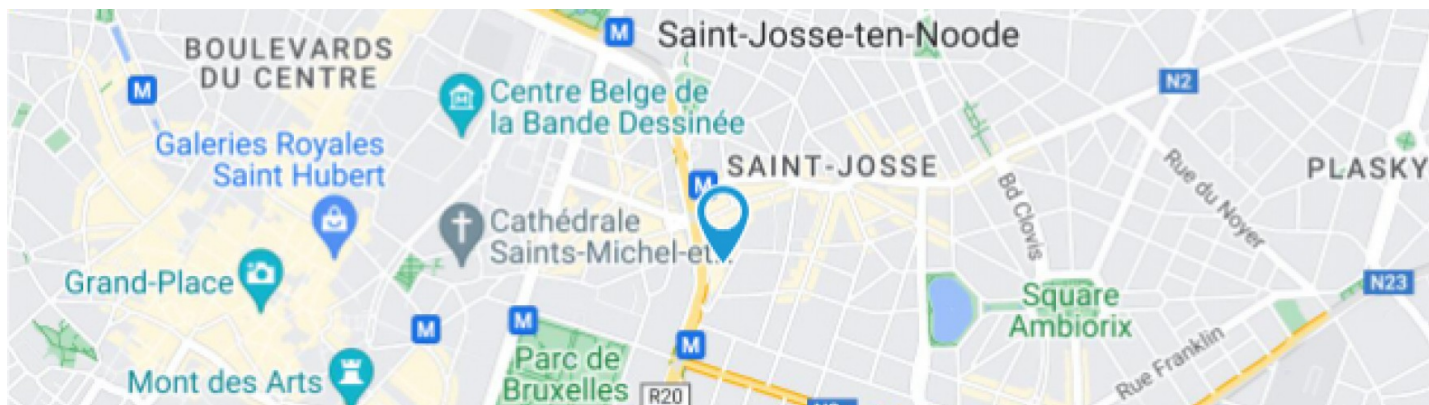 M
Saint-Josse-ten-Noode
BOULEVARDS
DU CENTRE
M
N2
Centre Belge de
la Bande Dessinée
Galeries Royales
Saint Hubert
M
SAINT-JOSSE
PLASKY
Rue du Noyer
Bd Clovis
Cathédrale
Saints-Michel-et...
Grand-Place
N23
Square
Ambiorix
M
M
M
Rue Franklin
Parc de
Bruxelles
Mont des Arts
R20